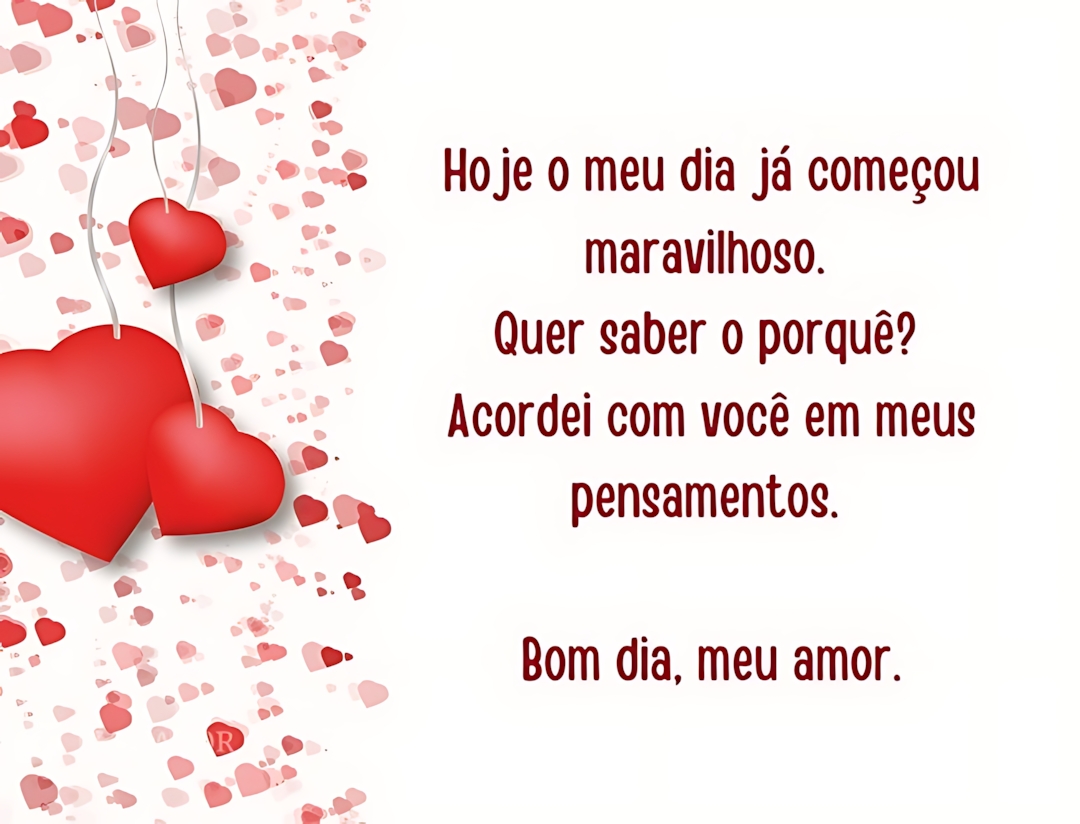 Hoje o meu dia já começou
maravilhoso.
Quer saber o porquê?
Acordei com você em meus
pensamentos.
Bom dia, meu amor.